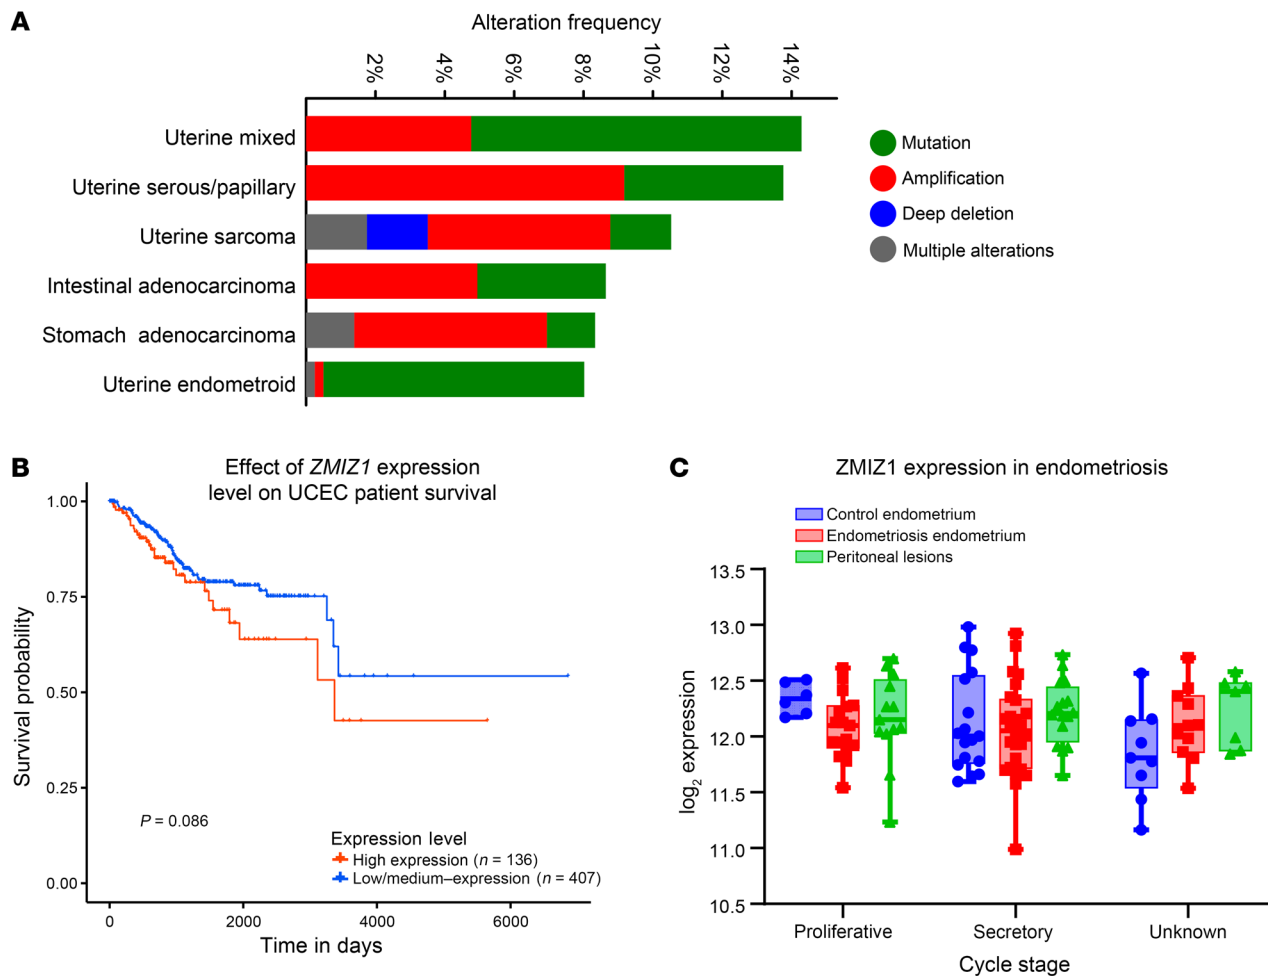 A
Alteration frequency
2% 4% 6% 8% 10% 12% 14%
Uterine mixed
Uterine serous/papillary
Uterine sarcoma
Intestinal adenocarcinoma
Stomach adenocarcinoma
Uterine endometroid
Mutation
Amplification
Deep deletion
Multiple alterations
B
Effect of ZMIZ1 expression
level on UCEC patient survival
Survival probability
1.00
0.75
0.50
0.25
0.00
P = 0.086
Expression level
High expression (n = 136)
Low/medium–expression (n = 407)
0 2000 4000 6000
Time in days
C
ZMIZ1 expression in endometriosis
Control endometrium
Endometriosis endometrium
Peritoneal lesions
log2 expression
13.5
13.0
12.5
12.0
11.5
11.0
10.5
Proliferative Secretory Unknown
Cycle stage